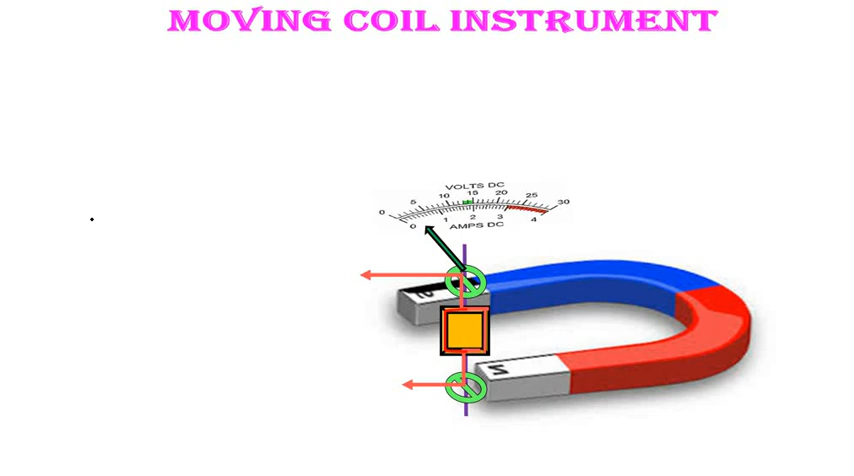 MOVING COIL INSTRUMENT
VOLTS DC
0 5 10 15 20 25 30
0 1 2 3 4
AMPS DC
S
N